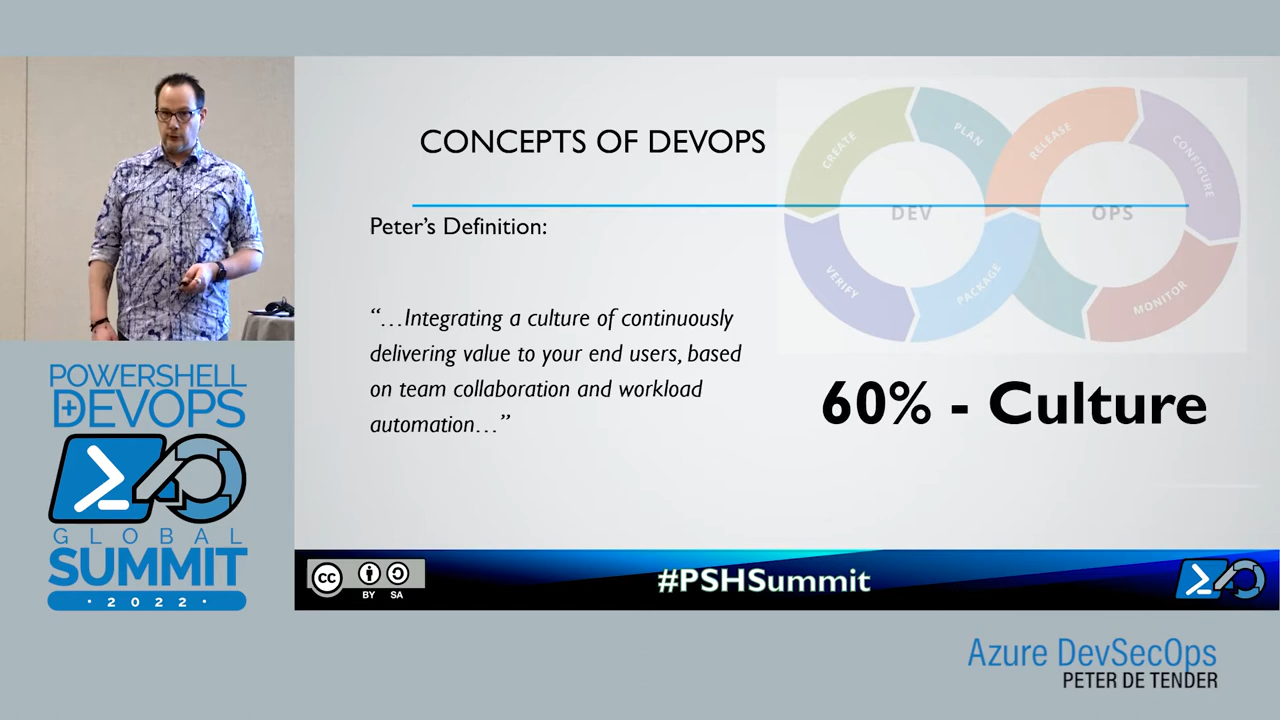 CONCEPTS OF DEVOPS
Peter’s Definition:
“…Integrating a culture of continuously
delivering value to your end users, based
on team collaboration and workload
automation…”
CREATE
PLAN
RELEASE
CONFIGURE
DEV
OPS
VERIFY
PACKAGE
MONITOR
60% - Culture
POWERSHELL
+DEVOPS
GLOBAL
SUMMIT
· 2022 ·
cc
BY SA
#PSHSummit
Azure DevSecOps
PETER DE TENDER